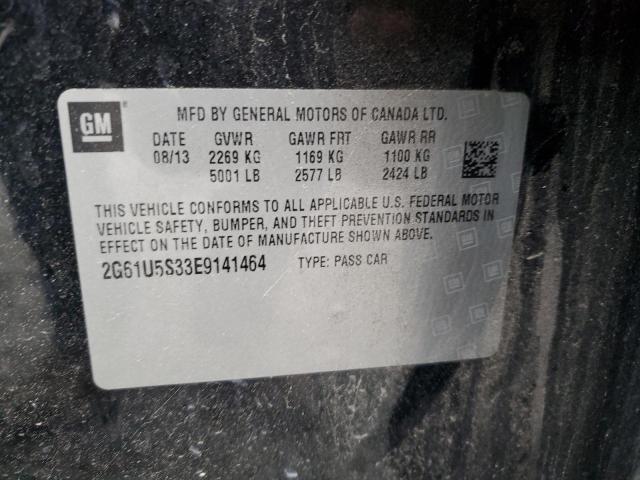 GM
MFD BY GENERAL MOTORS OF CANADA LTD.
DATE GVWR GAWR FRT GAWR RR
08/13 2269 KG 1169 KG 1100 KG
5001 LB 2577 LB 2424 LB
THIS VEHICLE CONFORMS TO ALL APPLICABLE U.S. FEDERAL MOTOR
VEHICLE SAFETY, BUMPER, AND THEFT PREVENTION STANDARDS IN
EFFECT ON THE DATE OF MANUFACTURE SHOWN ABOVE.
2G61U5S33E9141464 TYPE: PASS CAR